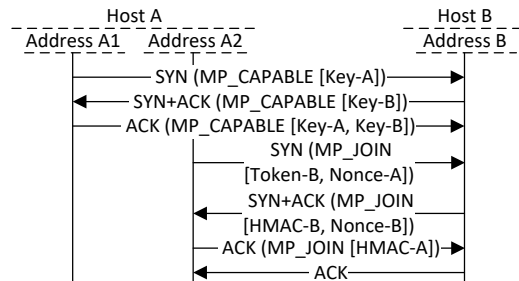 Host A Host B
Address A1 Address A2 Address B
SYN (MP_CAPABLE [Key-A])
SYN+ACK (MP_CAPABLE [Key-B])
ACK (MP_CAPABLE [Key-A, Key-B])
SYN (MP_JOIN
[Token-B, Nonce-A])
SYN+ACK (MP_JOIN
[HMAC-B, Nonce-B])
ACK (MP_JOIN [HMAC-A])
ACK